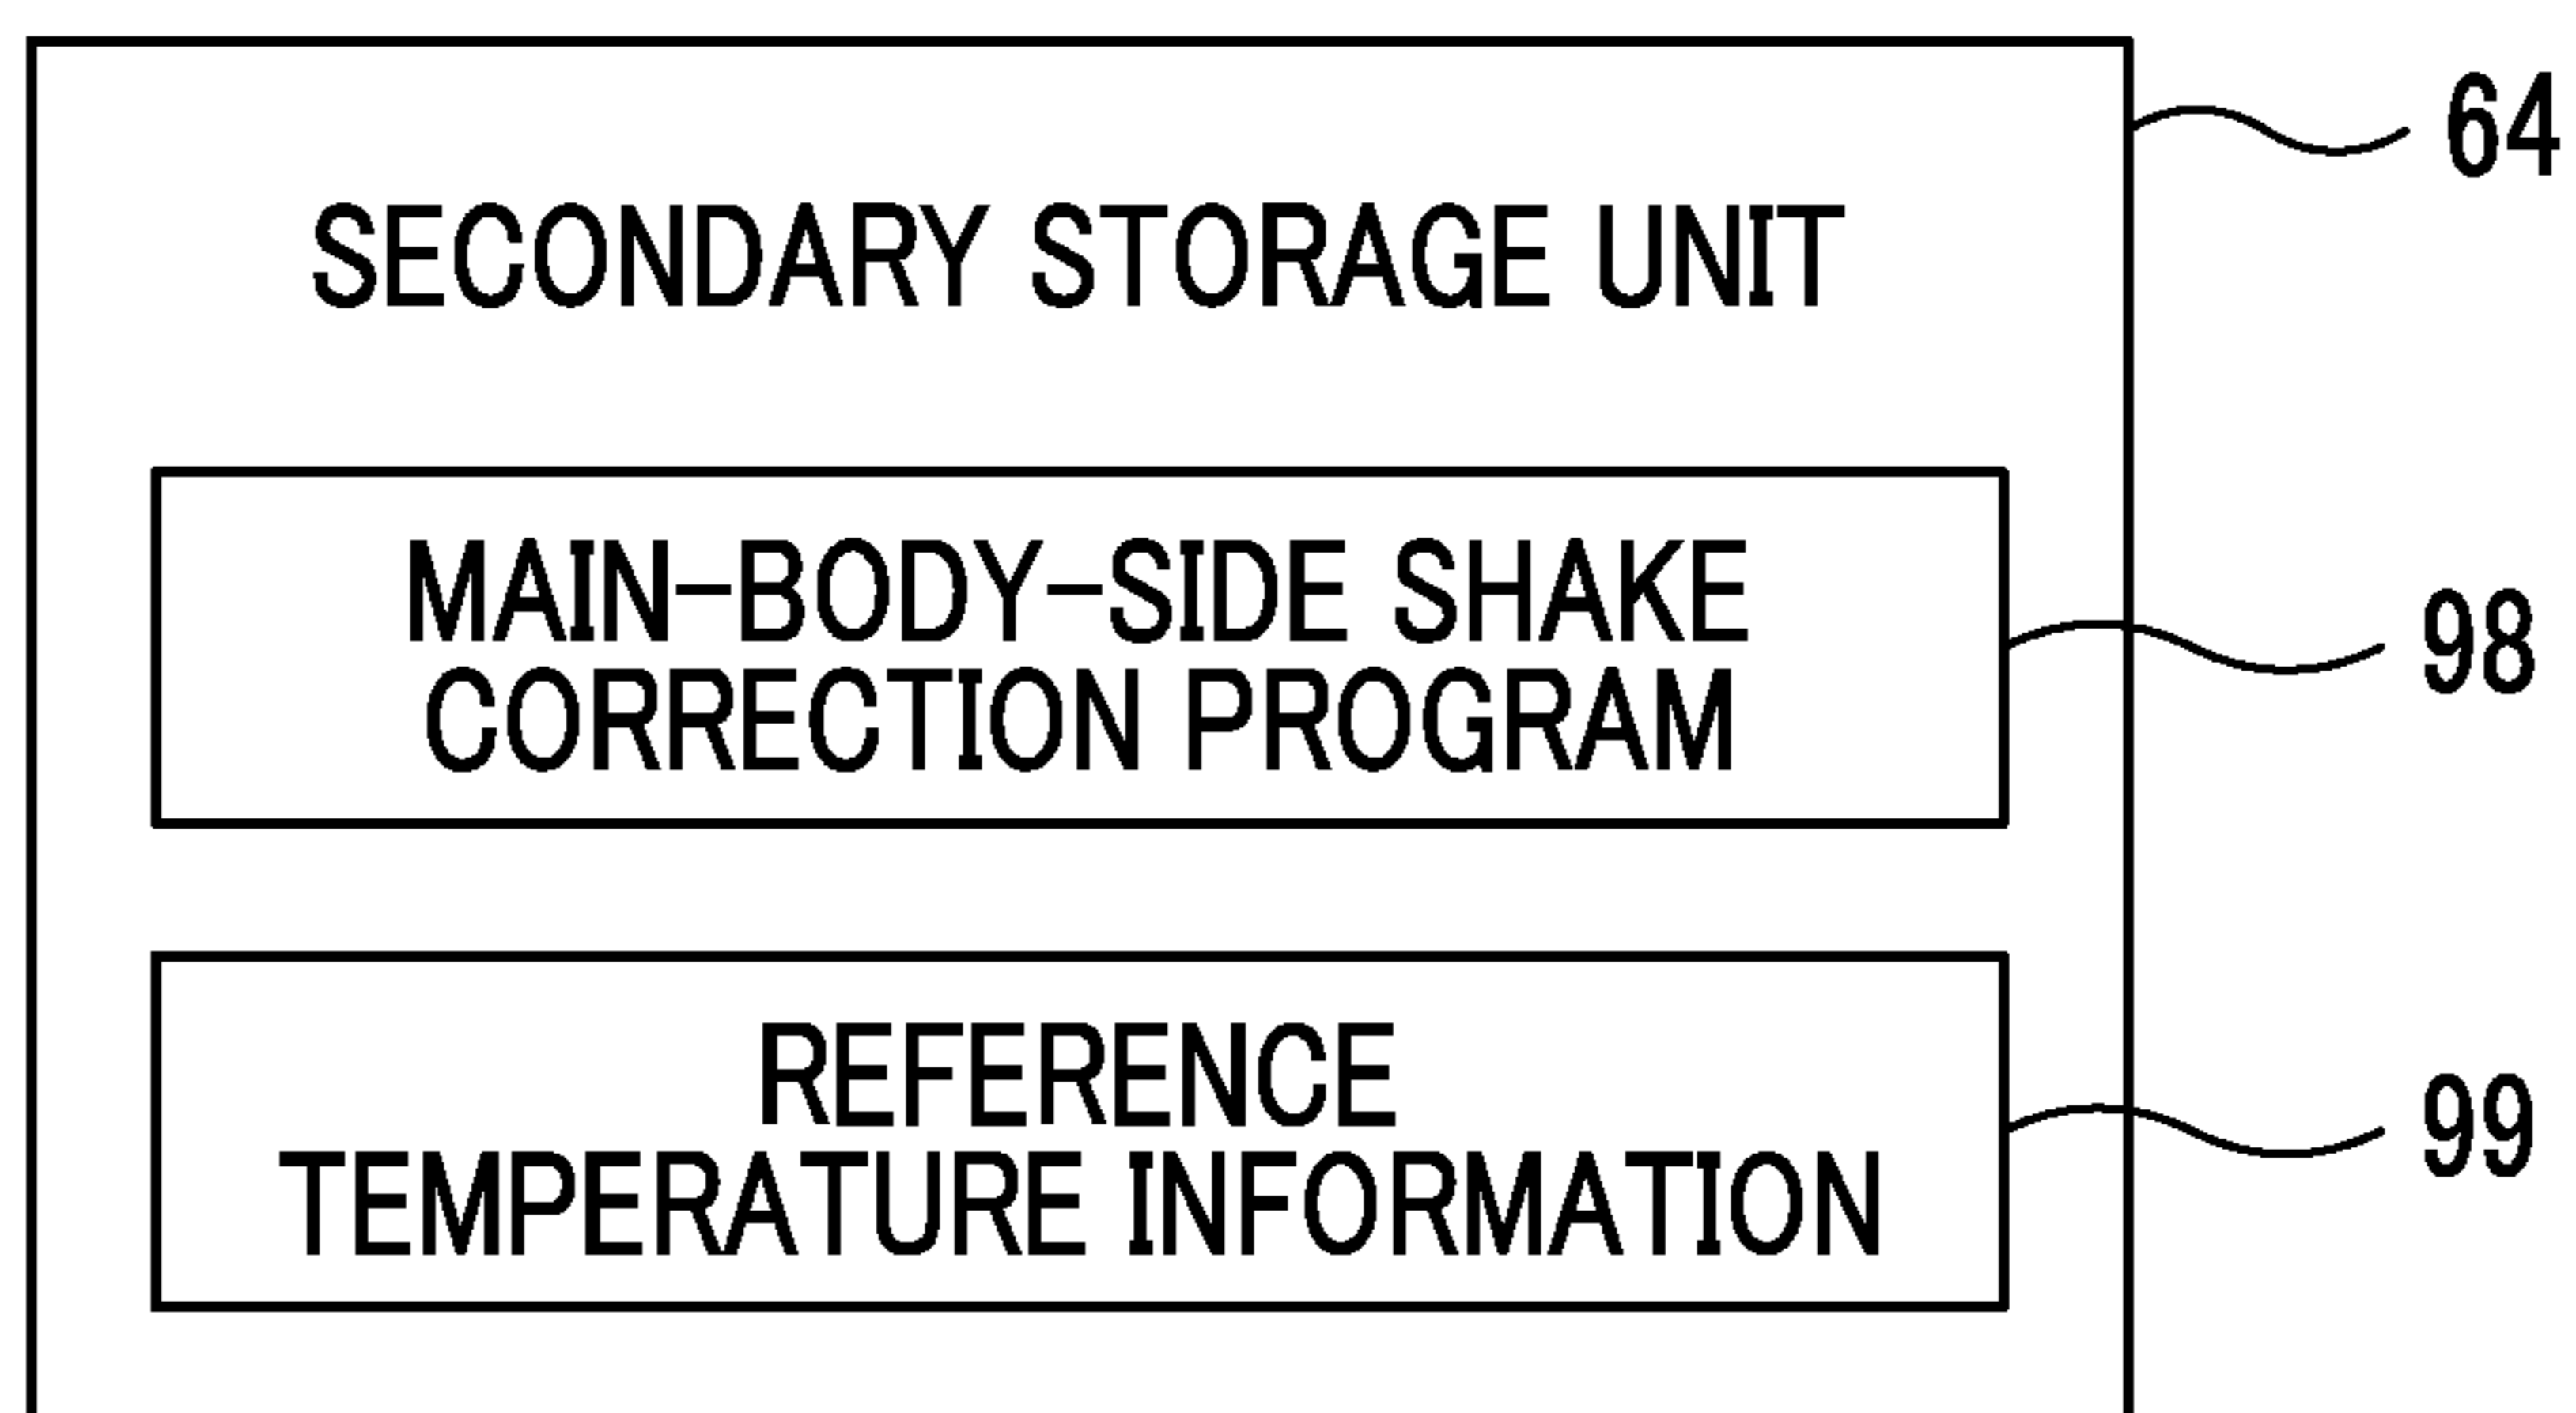 64
SECONDARY STORAGE UNIT
MAIN-BODY-SIDE SHAKE
CORRECTION PROGRAM
98
REFERENCE
TEMPERATURE INFORMATION
99